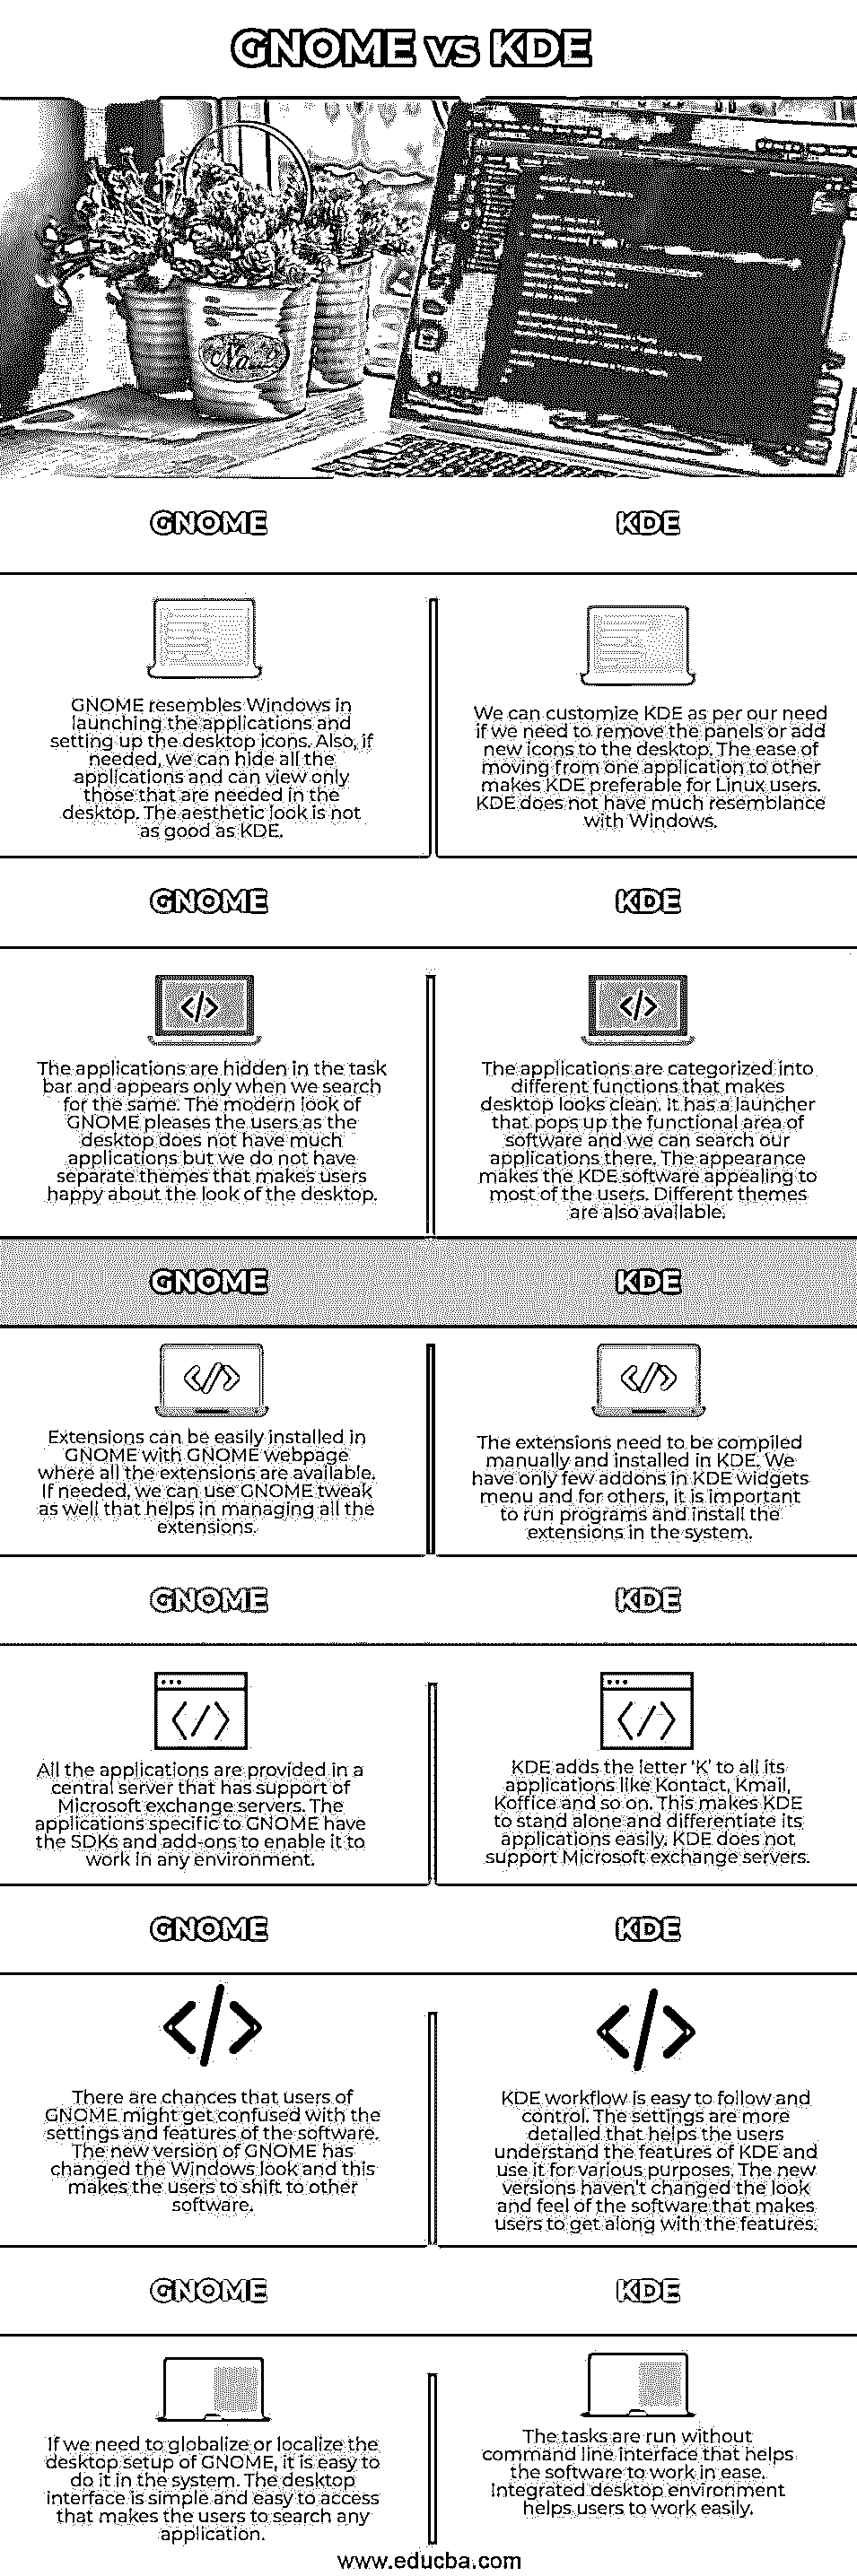 GNOME vs KDE
No.
GNOME
KDE
GNOME resembles Windows in
launching the applications and
setting up the desktop icons. Also, if
needed, we can hide all the
applications and can view only
those that are needed in the
desktop. The aesthetic look is not
as good as KDE.
We can customize KDE as per our need
if we need to remove the panels or add
new icons to the desktop. The ease of
moving from one application to other
makes KDE preferable for Linux users.
KDE does not have much resemblance
with Windows.
GNOME
KDE
The applications are hidden in the task
bar and appears only when we search
for the same. The modern look of
GNOME pleases the users as the
desktop does not have much
applications but we do not have
separate themes that makes users
happy about the look of the desktop.
The applications are categorized into
different functions that makes
desktop looks clean. It has a launcher
that pops up the functional area of
software and we can search our
applications there. The appearance
makes the KDE software appealing to
most of the users. Different themes
are also available.
GNOME
KDE
Extensions can be easily installed in
GNOME with GNOME webpage
where all the extensions are available.
If needed, we can use GNOME tweak
as well that helps in managing all the
extensions.
The extensions need to be compiled
manually and installed in KDE. We
have only few addons in KDE widgets
menu and for others, it is important
to run programs and install the
extensions in the system.
GNOME
KDE
All the applications are provided in a
central server that has support of
Microsoft exchange servers. The
applications specific to GNOME have
the SDKs and add-ons to enable it to
work in any environment.
KDE adds the letter ‘K’ to all its
applications like Kontact, Kmail,
Koffice and so on. This makes KDE
to stand alone and differentiate its
applications easily. KDE does not
support Microsoft exchange servers.
GNOME
KDE
There are chances that users of
GNOME might get confused with the
settings and features of the software.
The new version of GNOME has
changed the Windows look and this
makes the users to shift to other
software.
KDE workflow is easy to follow and
control. The settings are more
detailed that helps the users
understand the features of KDE and
use it for various purposes. The new
versions haven't changed the look
and feel of the software that makes
users to get along with the features.
GNOME
KDE
If we need to globalize or localize the
desktop setup of GNOME, it is easy to
do it in the system. The desktop
interface is simple and easy to access
that makes the users to search any
application.
The tasks are run without
command line interface that helps
the software to work in ease.
Integrated desktop environment
helps users to work easily.
www.educba.com